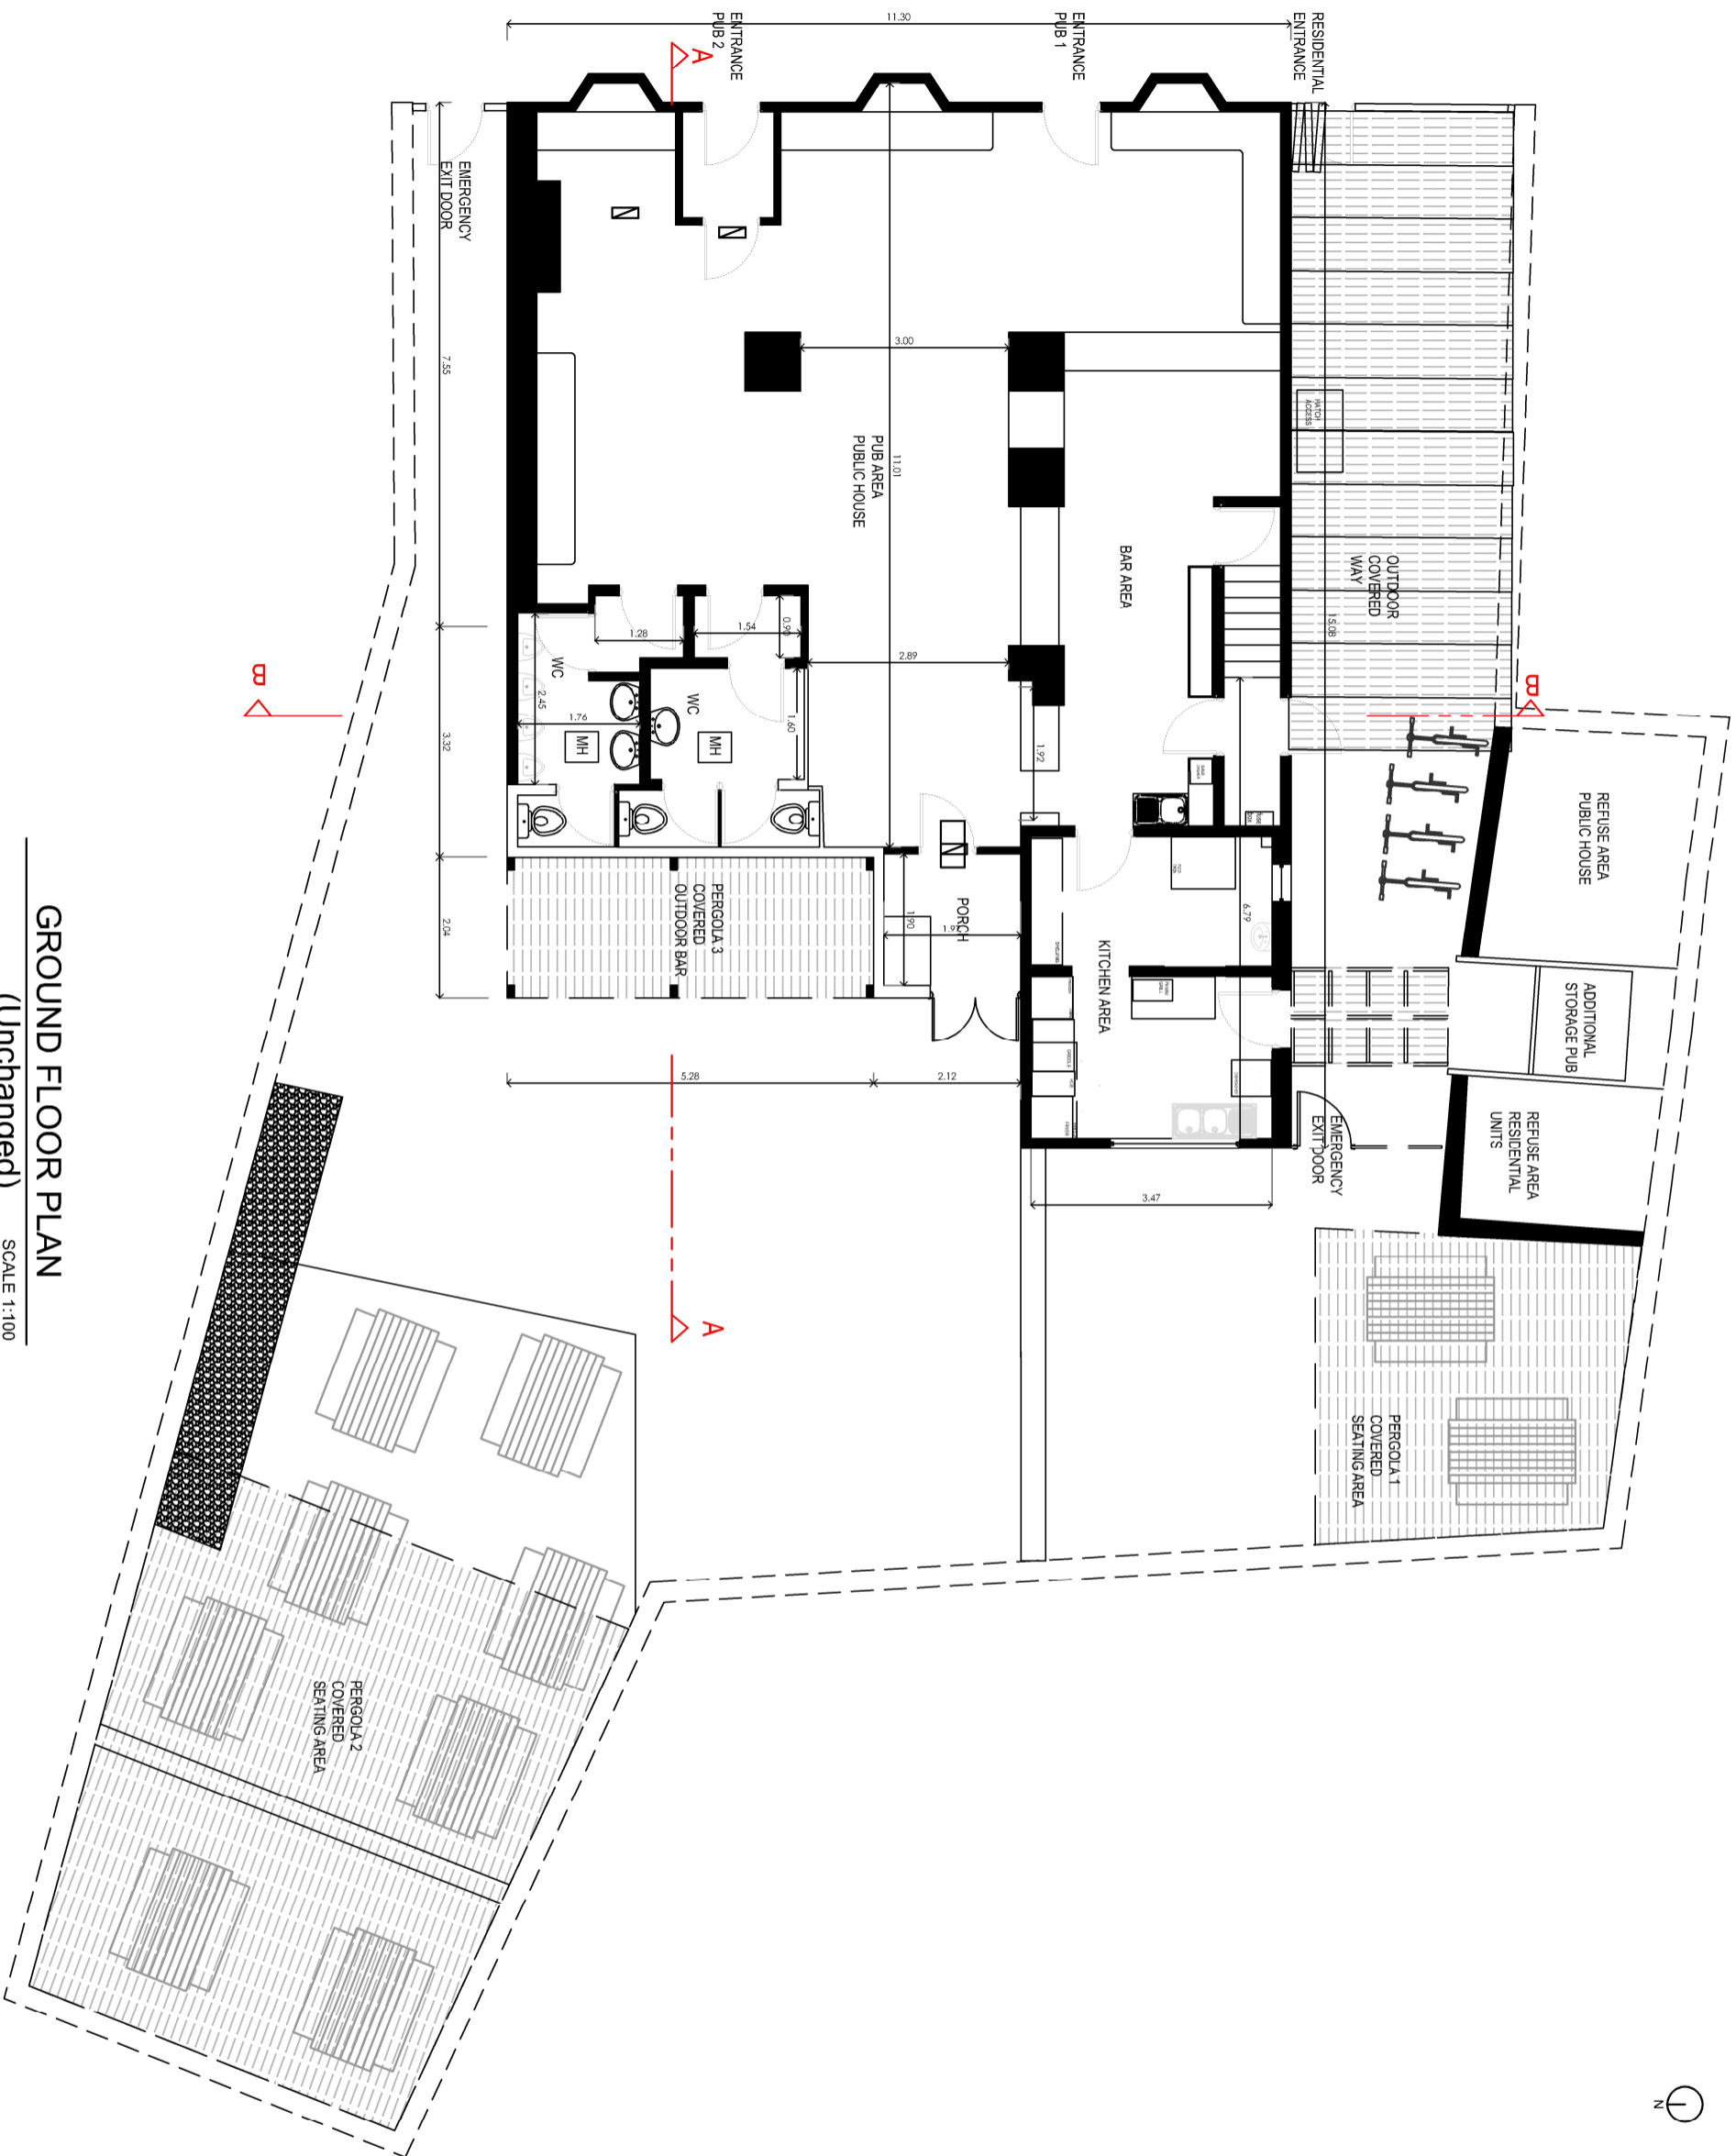 RESIDENTIAL
ENTRANCE
ENTRANCE
PUB 1
ENTRANCE
PUB 2
11.30
A
EMERGENCY
EXIT DOOR
7.55
3.32
2.04
3.00
11.01
PUB AREA
PUBLIC HOUSE
BAR AREA
HATCH
ACCESS
OUTDOOR
COVERED
WAY
15.08
B
B
REFUSE AREA
PUBLIC HOUSE
ADDITIONAL
STORAGE PUB
REFUSE AREA
RESIDENTIAL
UNITS
EMERGENCY
EXIT DOOR
1.28
1.54
0.90
2.89
WC
2.45
1.76
MH
WC
MH
1.60
1.92
6.79
KITCHEN AREA
SHELVING
GRIDDLE
HOB
FRYER
PORCH
1.90
PERGOLA 3
COVERED
OUTDOOR BAR
5.28
2.12
3.47
A
PERGOLA 1
COVERED
SEATING AREA
PERGOLA 2
COVERED
SEATING AREA
GROUND FLOOR PLAN
(Unchanged)
SCALE 1:100
N